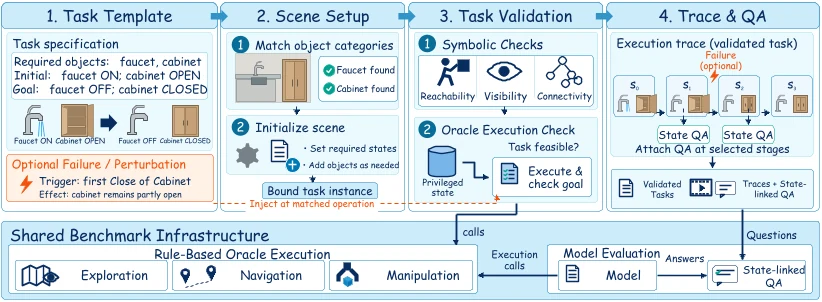 1. Task Template
Task specification
Required objects: faucet, cabinet
Initial: faucet ON; cabinet OPEN
Goal: faucet OFF; cabinet CLOSED
Faucet ON
Cabinet OPEN
Faucet OFF
Cabinet CLOSED
Optional Failure / Perturbation
Trigger: first Close of Cabinet
Effect: cabinet remains partly open
2. Scene Setup
1 Match object categories
Faucet found
Cabinet found
2 Initialize scene
• Set required states
• Add objects as needed
Bound task instance
Inject at matched operation
3. Task Validation
1 Symbolic Checks
Reachability
Visibility
Connectivity
2 Oracle Execution Check
Task feasible?
Privileged
state
Execute &
check goal
4. Trace & QA
Execution trace (validated task)
Failure
(optional)
S₀
S₁
S₂
S₃
State QA
State QA
Attach QA at selected stages
Validated
Tasks
Traces + State-
linked QA
Shared Benchmark Infrastructure
calls
Rule-Based Oracle Execution
Exploration
Navigation
Manipulation
Execution
calls
Model Evaluation
Model
Answers
Questions
State-linked
QA